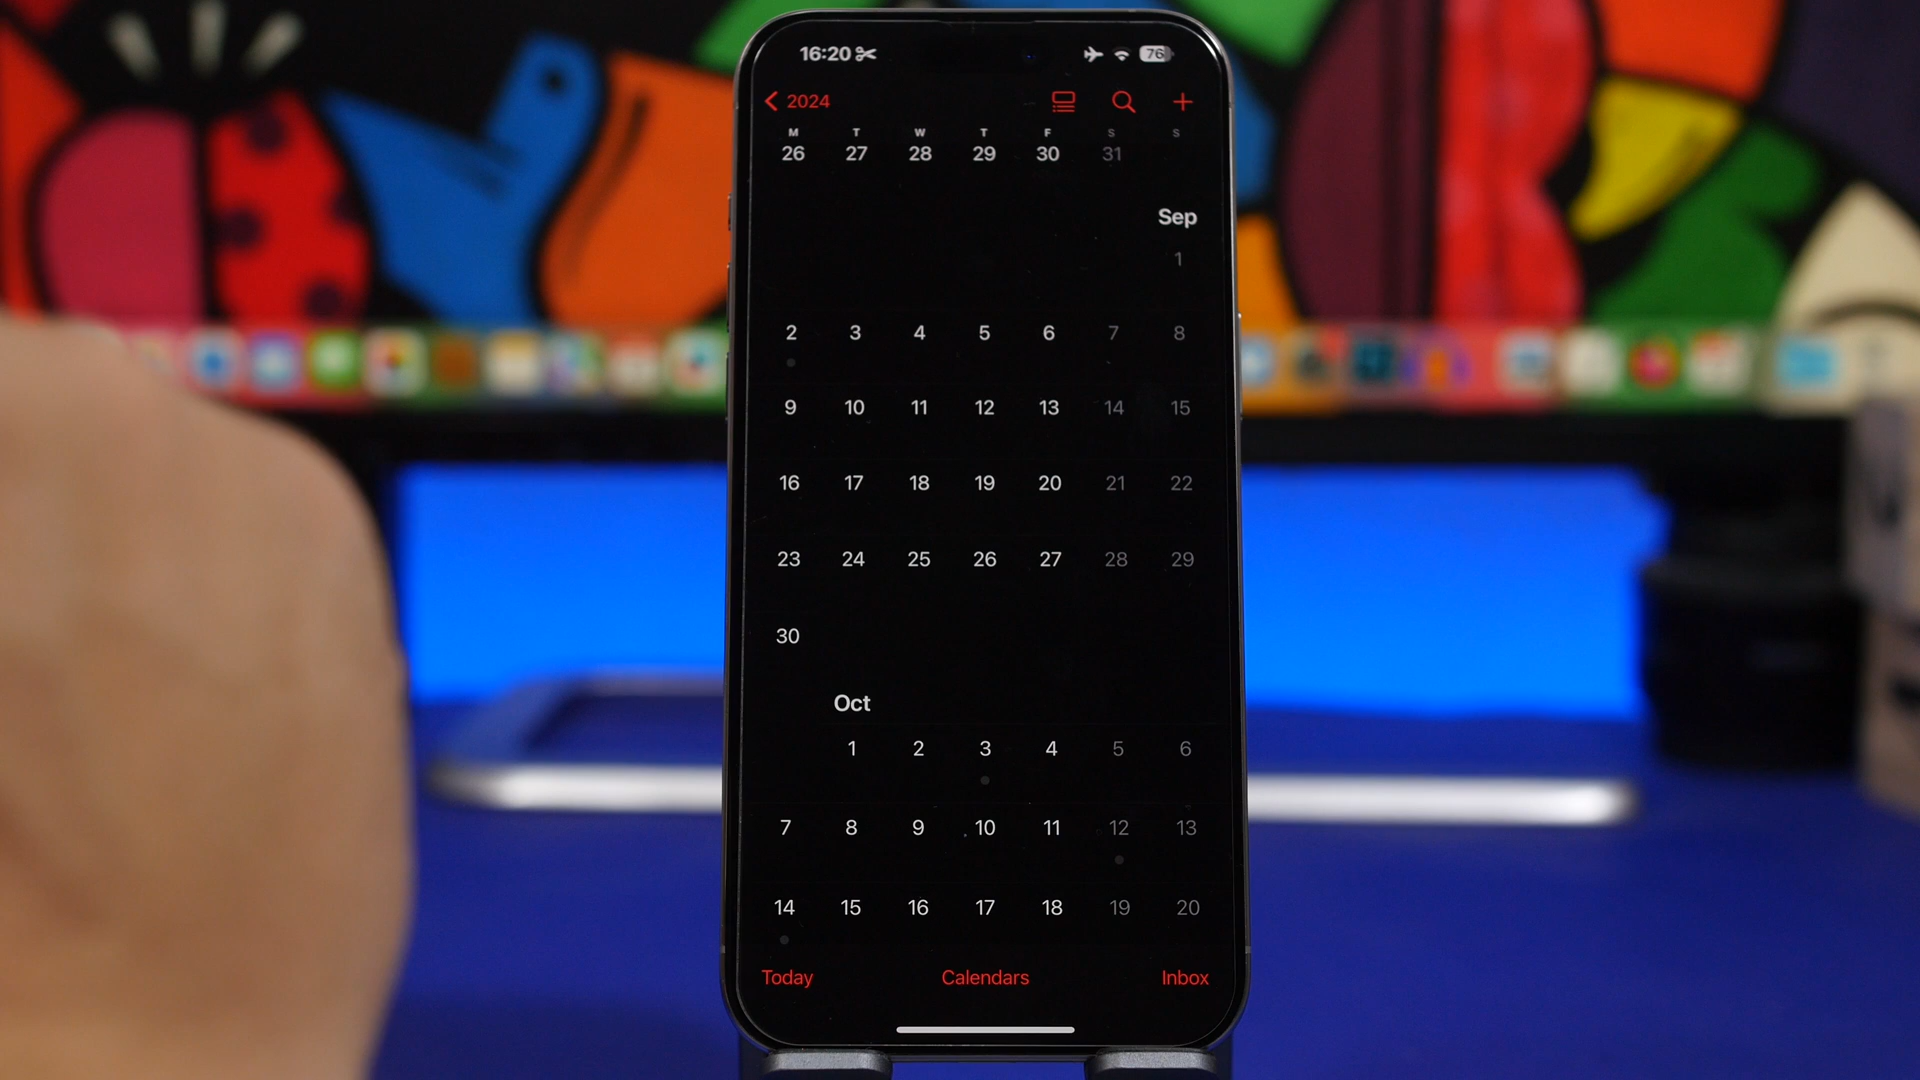 16:20 76
2024
M T W T F S S
26 27 28 29 30 31
Sep
1
2 3 4 5 6 7 8
9 10 11 12 13 14 15
16 17 18 19 20 21 22
23 24 25 26 27 28 29
30
Oct
1 2 3 4 5 6
7 8 9 10 11 12 13
14 15 16 17 18 19 20
Today Calendars Inbox